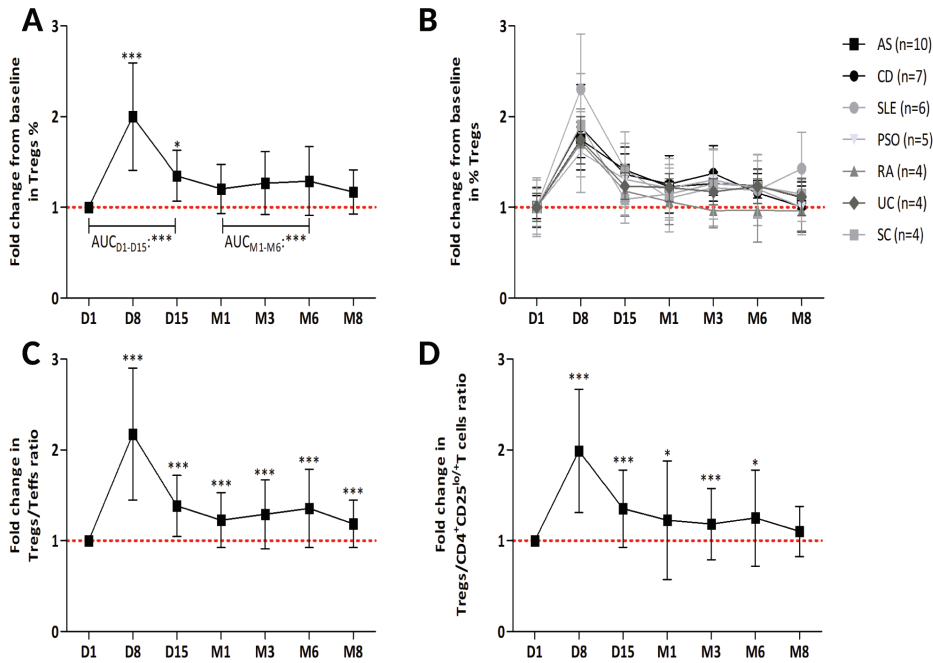 A
Fold change from baseline
in Tregs %
3
2
1
0
***
*
AUCD1-D15:***
AUCM1-M6:***
D1 D8 D15 M1 M3 M6 M8
B
Fold change from baseline
in % Tregs
3
2
1
0
D1 D8 D15 M1 M3 M6 M8
AS (n=10)
CD (n=7)
SLE (n=6)
PSO (n=5)
RA (n=4)
UC (n=4)
SC (n=4)
C
Fold change in
Tregs/Teffs ratio
3
2
1
0
***
***
***
***
***
***
D1 D8 D15 M1 M3 M6 M8
D
Fold change in
Tregs/CD4+CD25lo/+T cells ratio
3
2
1
0
***
***
*
***
*
D1 D8 D15 M1 M3 M6 M8